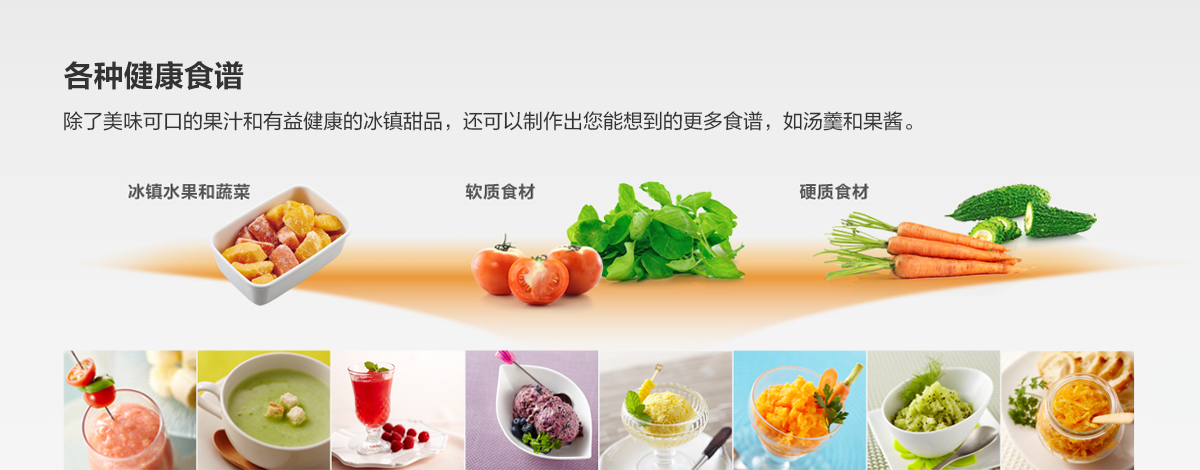 各种健康食谱
除了美味可口的果汁和有益健康的冰镇甜品，还可以制作出您能想到的更多食谱，如汤羹和果酱。
冰镇水果和蔬菜
软质食材
硬质食材